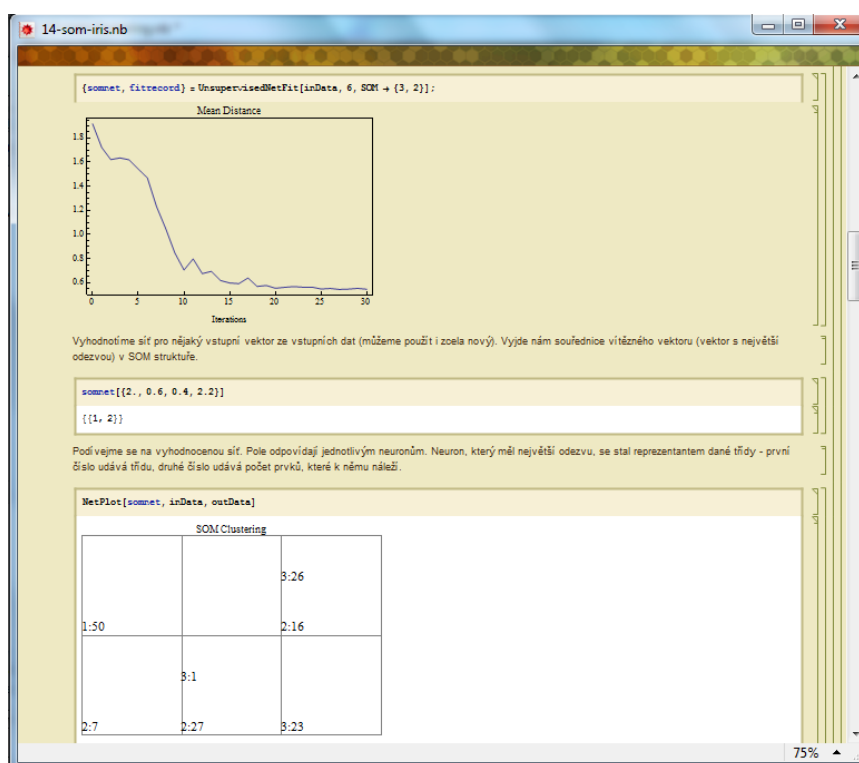 14-som-iris.nb
{somnet, fitrecord} = UnsupervisedNetFit[inData, 6, SOM → {3, 2}];
Mean Distance
1.8
1.6
1.4
1.2
1.0
0.8
0.6
0 5 10 15 20 25 30
Iterations
Vyhodnotíme síť pro nějaký vstupní vektor ze vstupních dat (můžeme použít i zcela nový). Vyjde nám souřednice vítězného vektoru (vektor s největší
odezvou) v SOM struktuře.
somnet[{2., 0.6, 0.4, 2.2}]
{{1, 2}}
Podívejme se na vyhodnocenou síť. Pole odpovídají jednotlivým neuronům. Neuron, který měl největší odezvu, se stal reprezentantem dané třídy - první
číslo udává třídu, druhé číslo udává počet prvků, které k němu náleží.
NetPlot[somnet, inData, outData]
SOM Clustering
3:26
1:50 2:16
3:1
2:7 2:27 3:23
75%